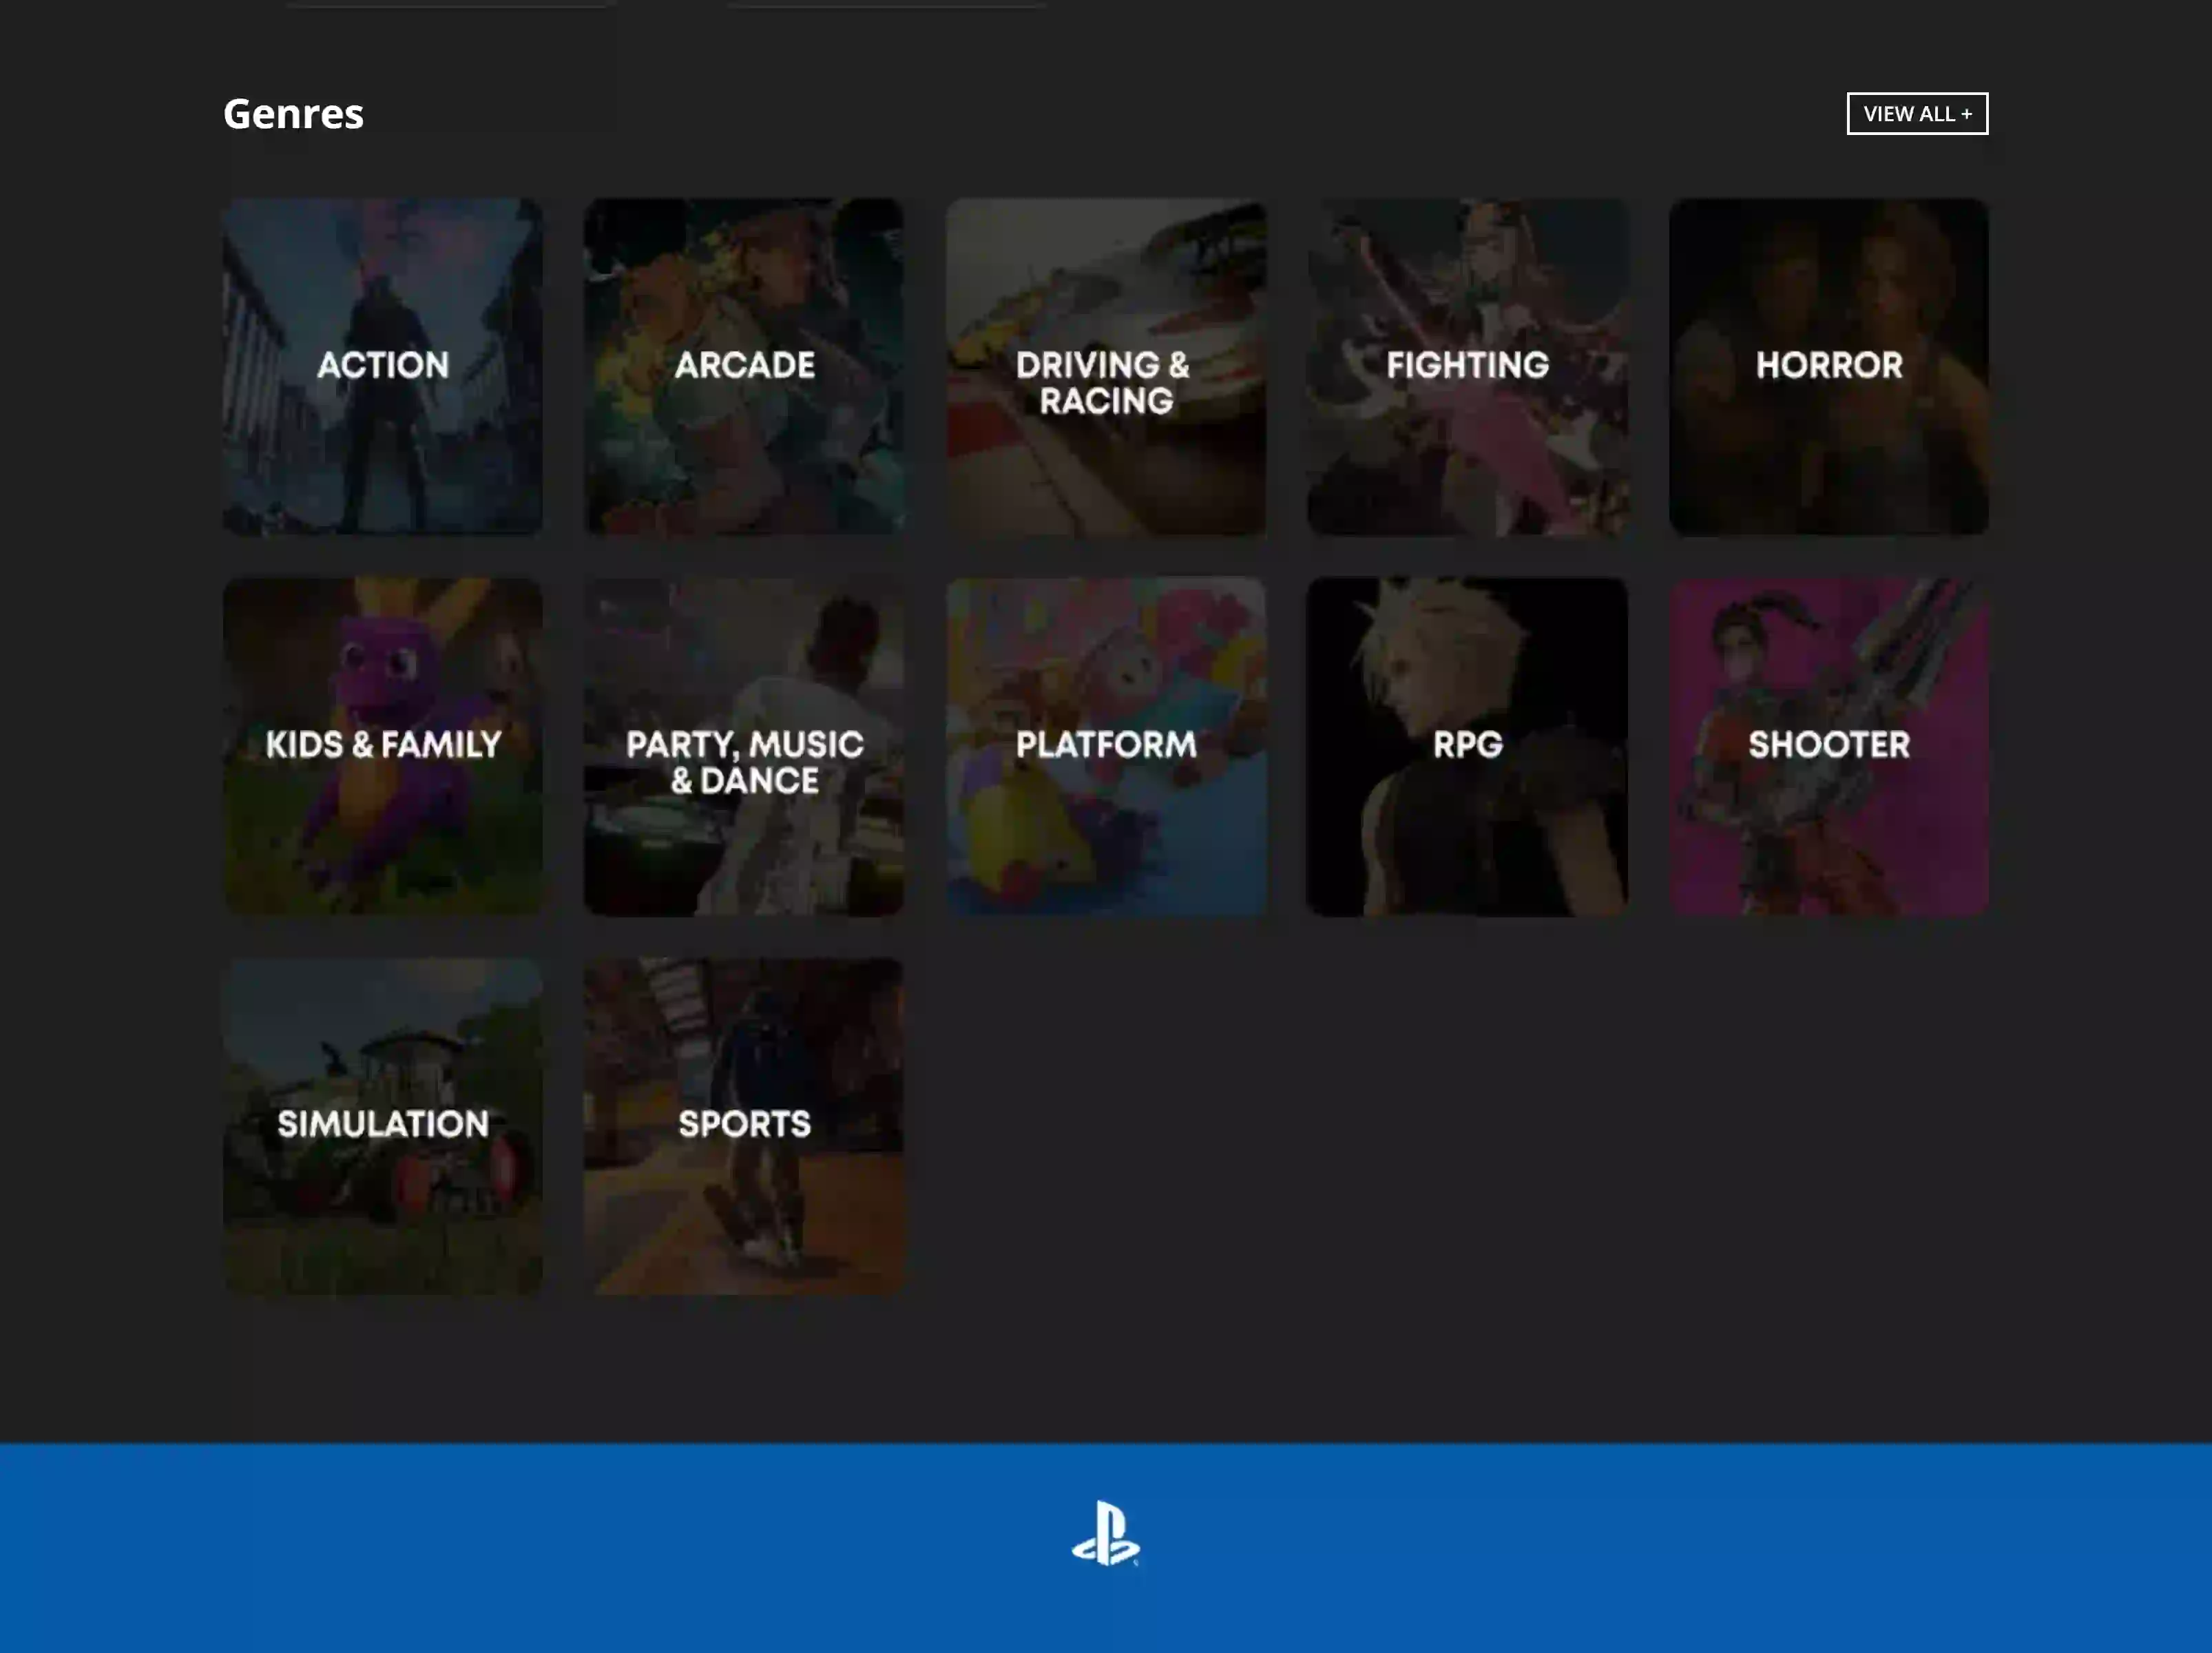 Genres
VIEW ALL +
ACTION
ARCADE
DRIVING &
RACING
FIGHTING
HORROR
KIDS & FAMILY
PARTY, MUSIC
& DANCE
PLATFORM
RPG
SHOOTER
SIMULATION
SPORTS